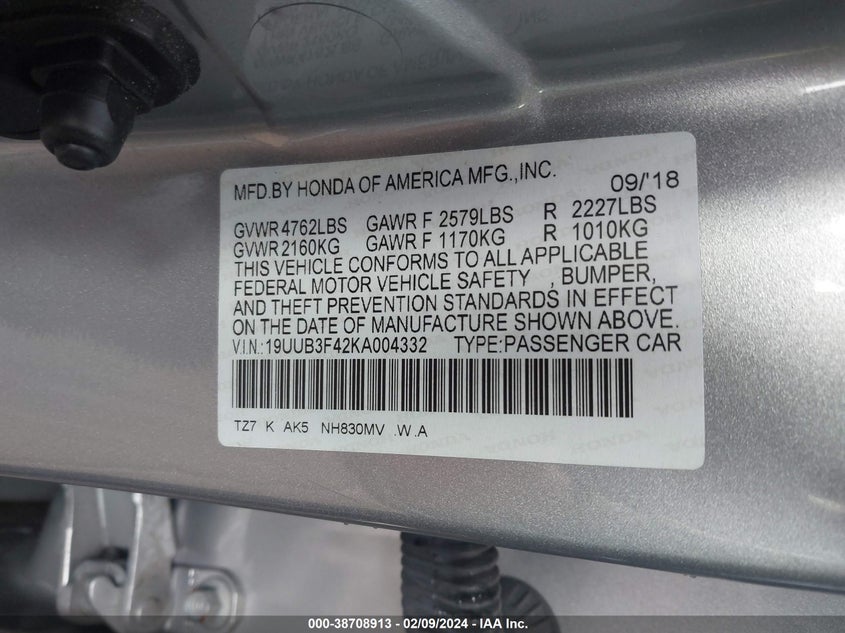 MFD.BY HONDA OF AMERICA MFG.,INC. 09/'18
GVWR 4762LBS GAWR F 2579LBS R 2227LBS
GVWR 2160KG GAWR F 1170KG R 1010KG
THIS VEHICLE CONFORMS TO ALL APPLICABLE
FEDERAL MOTOR VEHICLE SAFETY , BUMPER,
AND THEFT PREVENTION STANDARDS IN EFFECT
ON THE DATE OF MANUFACTURE SHOWN ABOVE.
V.I.N.:19UUB3F42KA004332 TYPE:PASSENGER CAR
TZ7 K AK5 NH830MV .W .A
000-38708913 / 02/09/2024 - © IAA Inc.